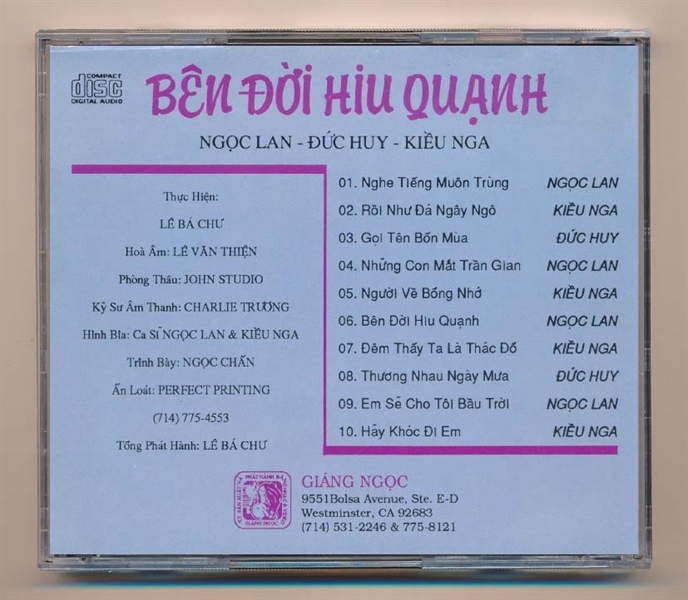 COMPACT
disc
DIGITAL AUDIO
BÊN ĐỜI HIU QUẠNH
NGỌC LAN - ĐỨC HUY - KIỀU NGA
Thực Hiện:
LÊ BÁ CHƯ
Hoà Âm: LÊ VĂN THIỆN
Phòng Thâu: JOHN STUDIO
Kỹ Sư Âm Thanh: CHARLIE TRƯƠNG
Hình Bìa: Ca Sĩ NGỌC LAN & KIỀU NGA
Trình Bày: NGỌC CHẤN
Ấn Loát: PERFECT PRINTING
(714) 775-4553
Tổng Phát Hành: LÊ BÁ CHƯ
01. Nghe Tiếng Muôn Trùng NGỌC LAN
02. Rồi Như Đá Ngây Ngô KIỀU NGA
03. Gọi Tên Bốn Mùa ĐỨC HUY
04. Những Con Mắt Trần Gian NGỌC LAN
05. Người Về Bổng Nhớ KIỀU NGA
06. Bên Đời Hiu Quạnh NGỌC LAN
07. Đêm Thấy Ta Là Thác Đổ KIỀU NGA
08. Thương Nhau Ngày Mưa ĐỨC HUY
09. Em Sẽ Cho Tôi Bầu Trời NGỌC LAN
10. Hãy Khóc Đi Em KIỀU NGA
GIÁNG NGỌC
9551Bolsa Avenue, Ste. E-D
Westminster, CA 92683
(714) 531-2246 & 775-8121
GIANG NGỌC